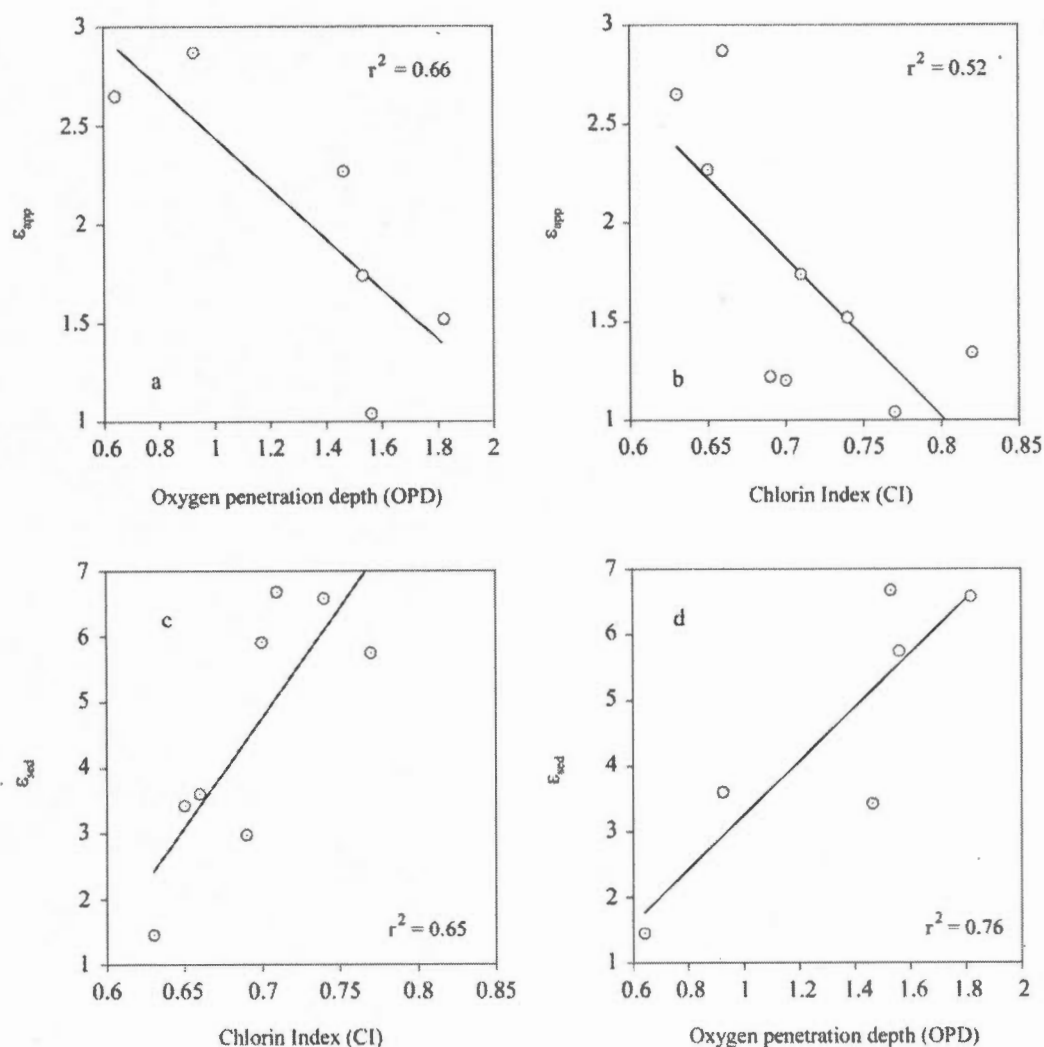 3
2.5
2
1.5
1
ε_app
r² = 0.66
a
0.6 0.8 1 1.2 1.4 1.6 1.8 2
Oxygen penetration depth (OPD)
3
2.5
2
1.5
1
ε_app
r² = 0.52
b
0.6 0.65 0.7 0.75 0.8 0.85
Chlorin Index (CI)
7
6
5
4
3
2
1
ε_sed
c
r² = 0.65
0.6 0.65 0.7 0.75 0.8 0.85
Chlorin Index (CI)
7
6
5
4
3
2
1
ε_sed
d
r² = 0.76
0.6 0.8 1 1.2 1.4 1.6 1.8 2
Oxygen penetration depth (OPD)